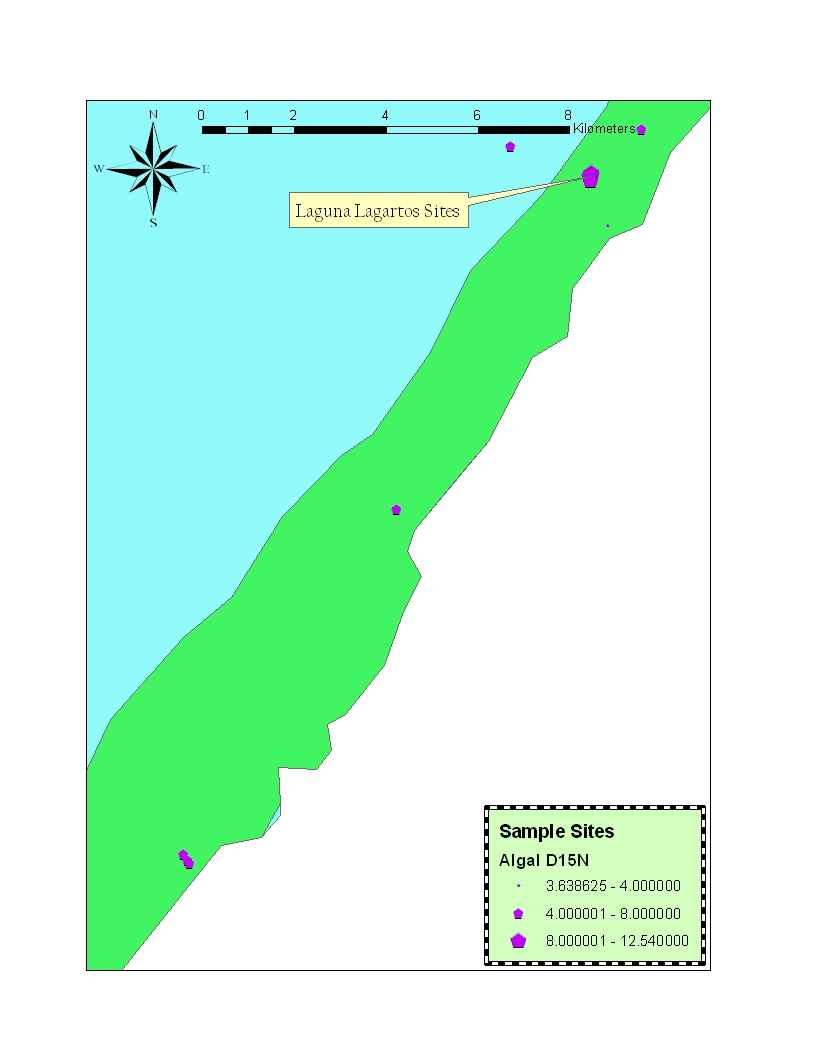 N
W E
S
0 1 2 4 6 8
Kilometers
Laguna Lagartos Sites
Sample Sites
Algal D15N
3.638625 - 4.000000
4.000001 - 8.000000
8.000001 - 12.540000